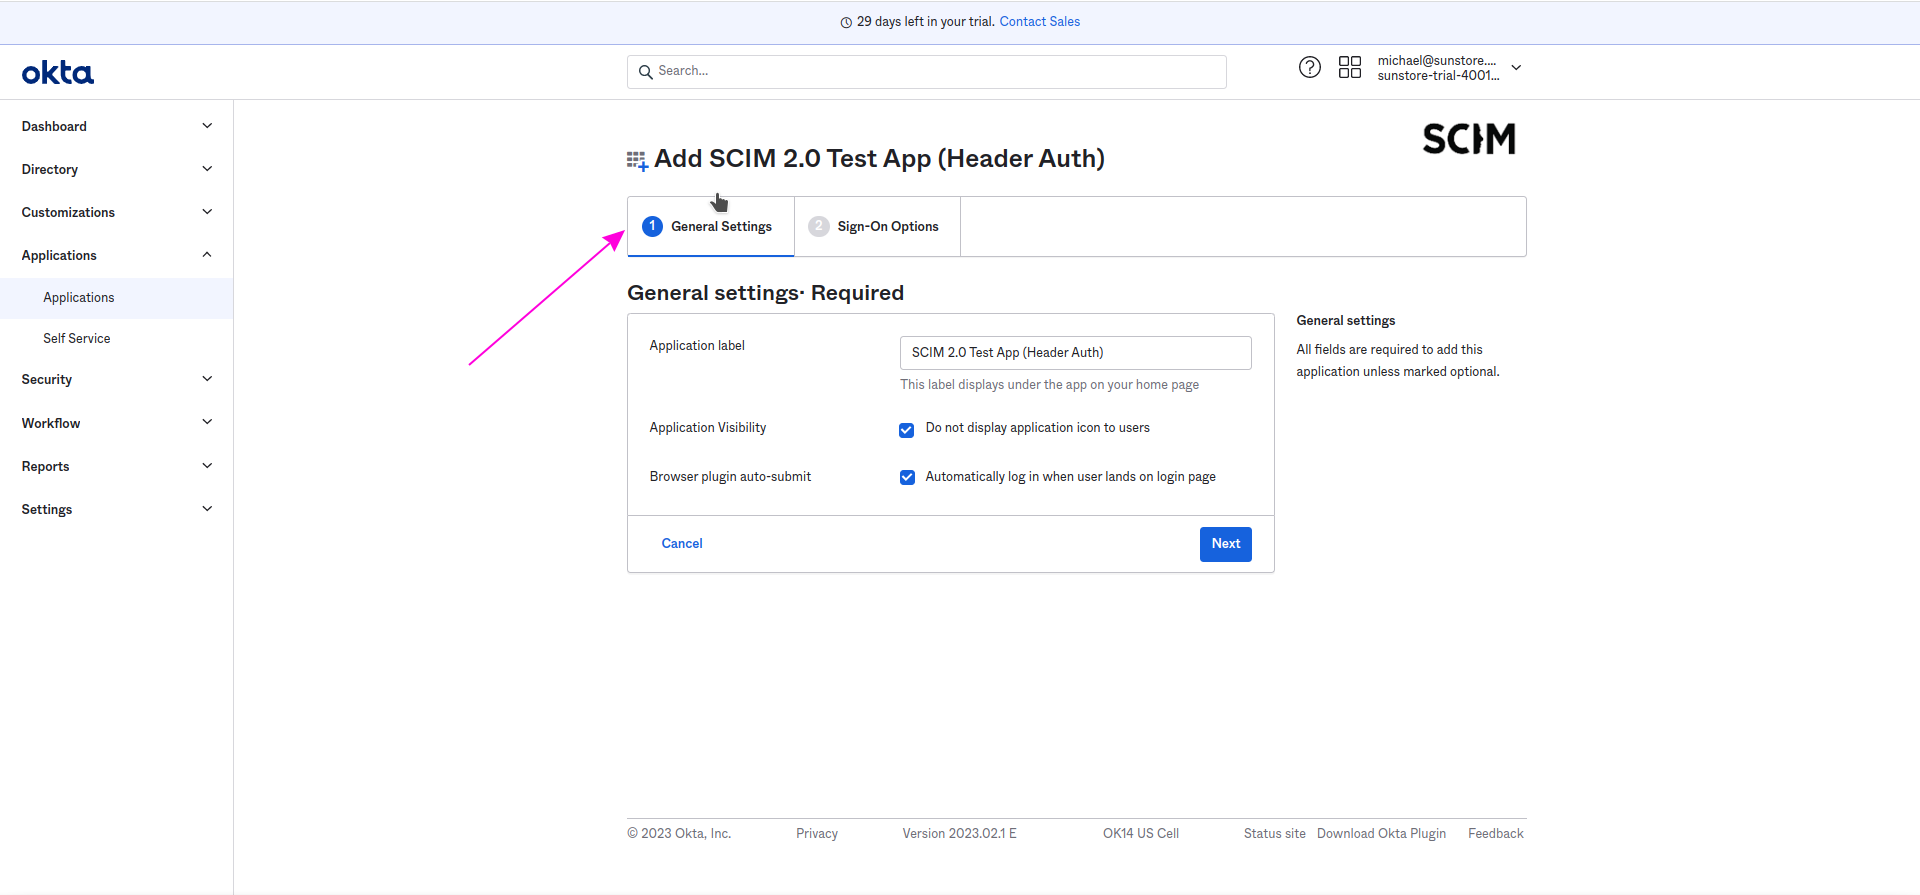 29 days left in your trial. Contact Sales
okta
Search...
michael@sunstore....
sunstore-trial-4001...
Dashboard
Directory
Customizations
Applications
Applications
Self Service
Security
Workflow
Reports
Settings
Add SCIM 2.0 Test App (Header Auth)
SCIM
1 General Settings
2 Sign-On Options
General settings· Required
Application label
SCIM 2.0 Test App (Header Auth)
This label displays under the app on your home page
Application Visibility
Do not display application icon to users
Browser plugin auto-submit
Automatically log in when user lands on login page
Cancel
Next
General settings
All fields are required to add this
application unless marked optional.
© 2023 Okta, Inc. Privacy Version 2023.02.1 E OK14 US Cell Status site Download Okta Plugin Feedback